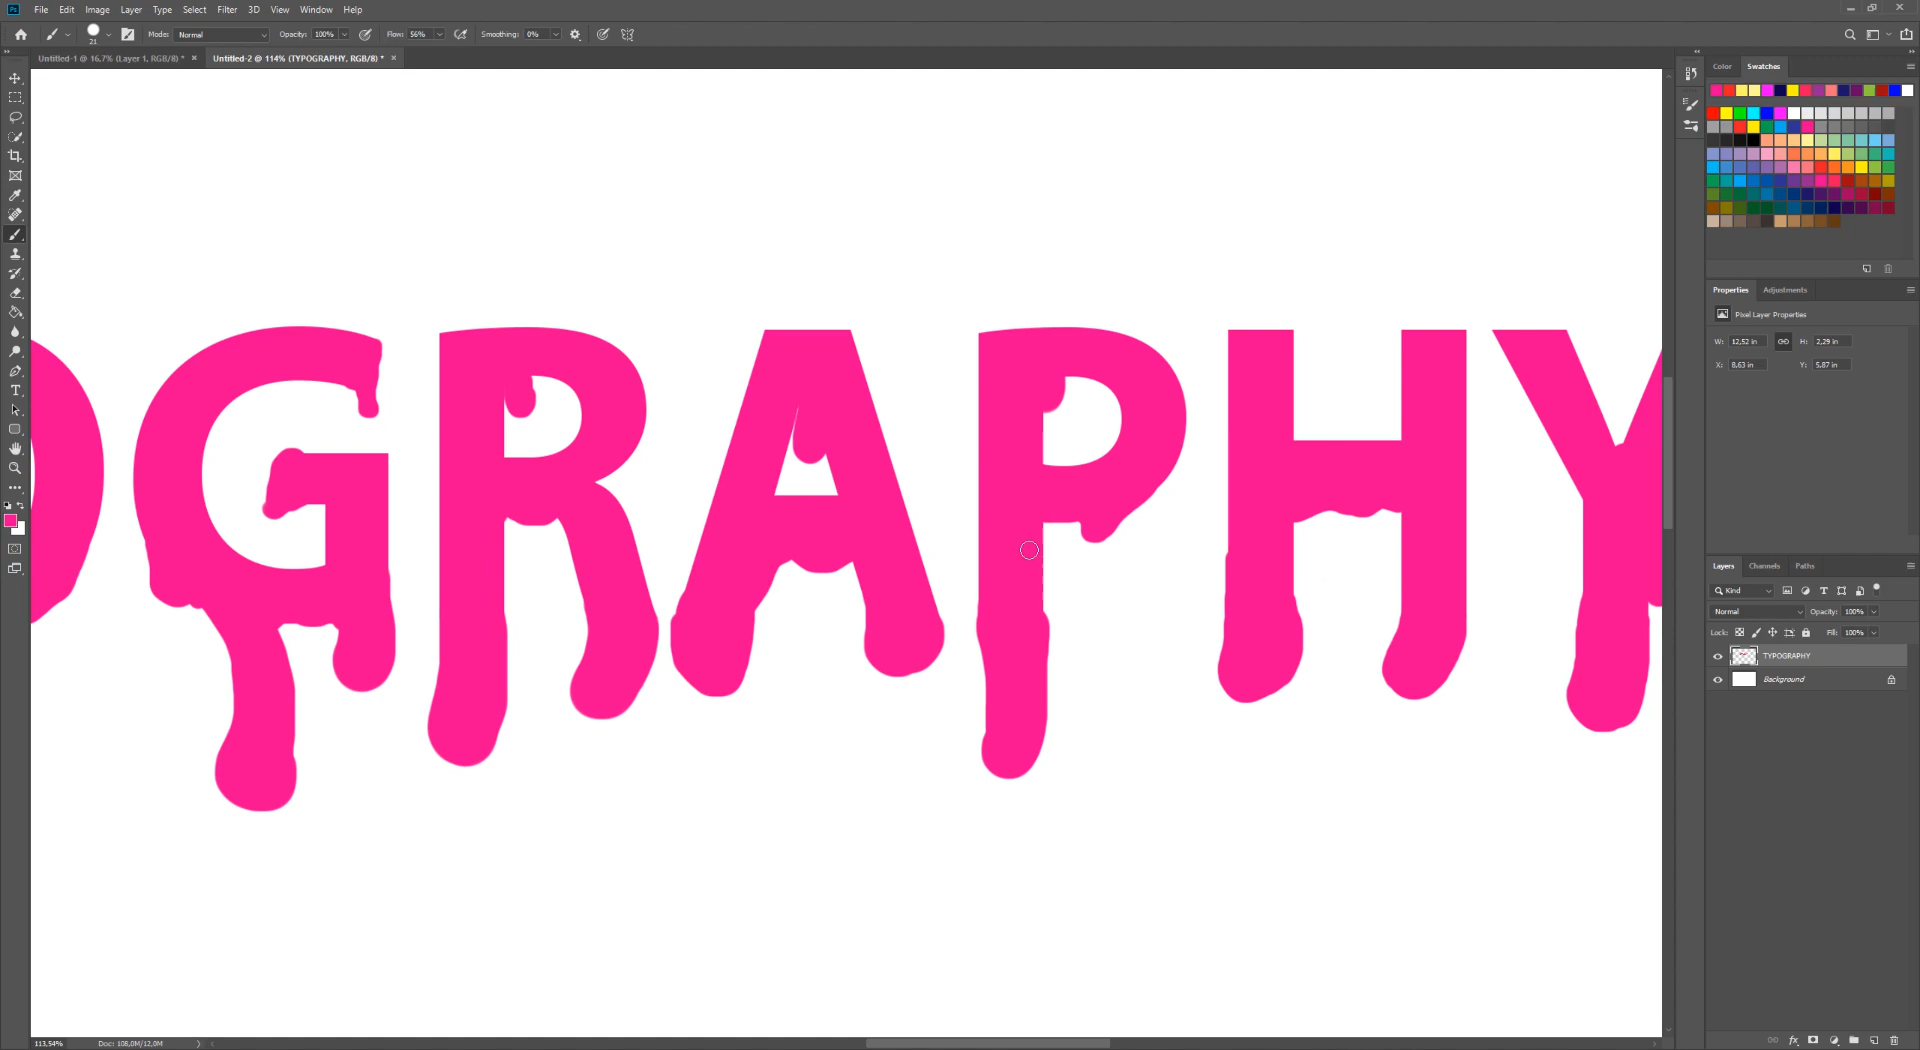 Ps File Edit Image Layer Type Select Filter 3D View Window Help
21 Mode: Normal Opacity: 100% Flow: 56% Smoothing: 0%
Untitled-1 @ 16,7% (Layer 1, RGB/8) * × Untitled-2 @ 114% (TYPOGRAPHY, RGB/8) * ×
Color Swatches
OGRAPHY
Properties Adjustments
Pixel Layer Properties
W: 12,52 in H: 2,29 in
X: 8,63 in Y: 5,87 in
Layers Channels Paths
Kind
Normal Opacity: 100%
Lock: Fill: 100%
TYPOGRAPHY
Background
fx
113,54% Doc: 108,0M/12,0M